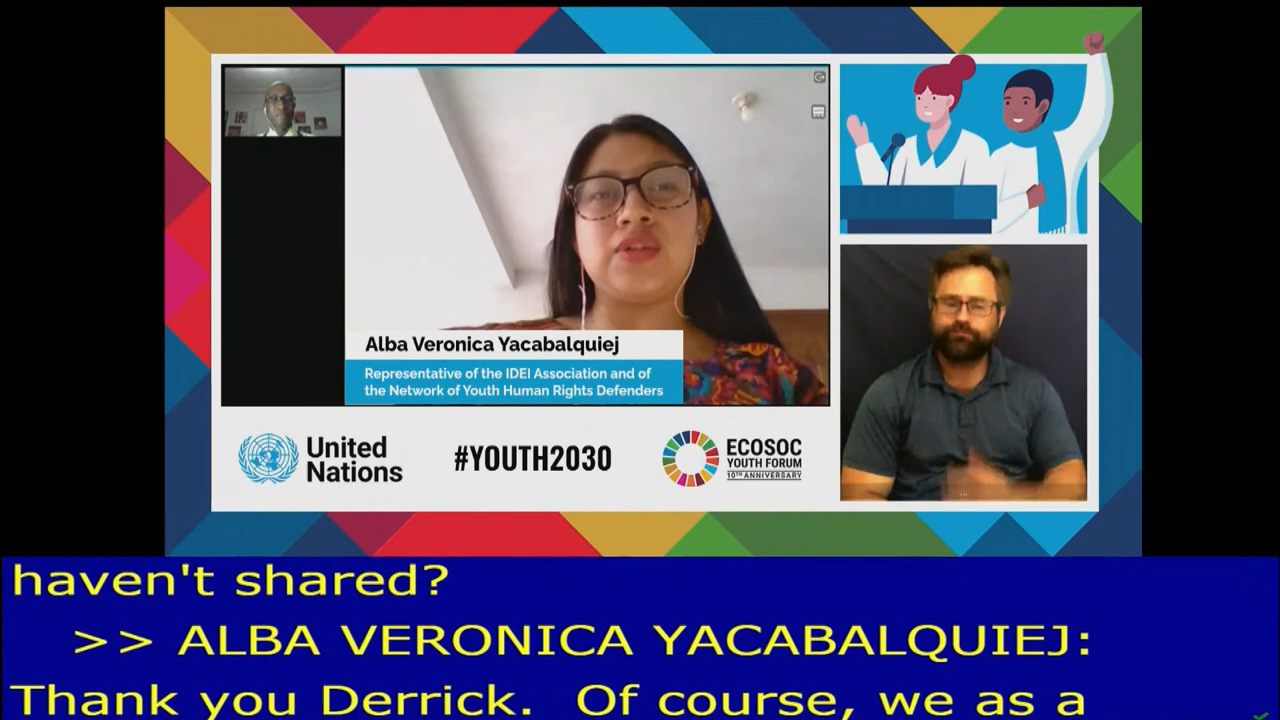 Alba Veronica Yacabalquiej
Representative of the IDEI Association and of
the Network of Youth Human Rights Defenders
United
Nations
#YOUTH2030
ECOSOC
YOUTH FORUM
10TH ANNIVERSARY
haven't shared?
>> ALBA VERONICA YACABALQUIEJ:
Thank you Derrick. Of course, we as a